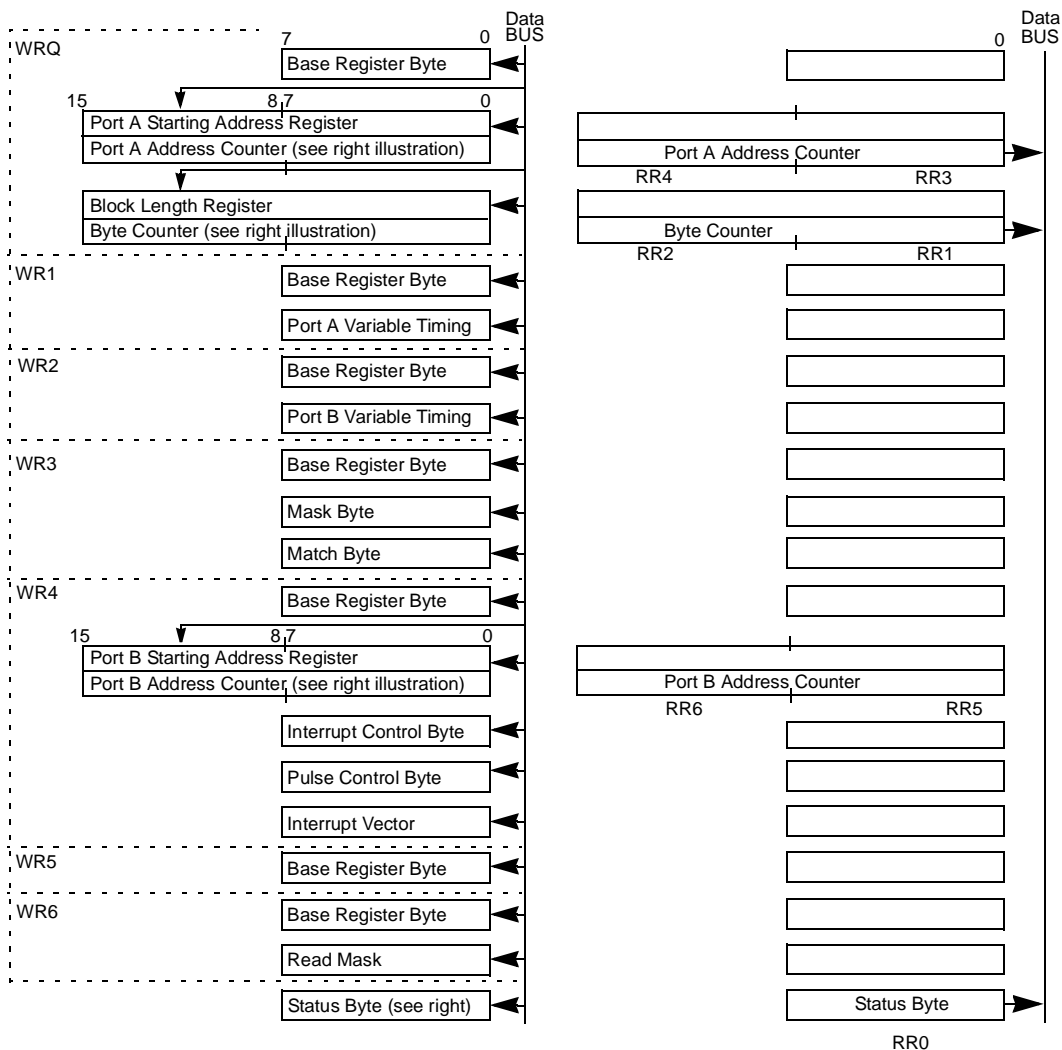 Data
BUS
WRQ
7 0
Base Register Byte
15 8 7 0
Port A Starting Address Register
Port A Address Counter (see right illustration)
Block Length Register
Byte Counter (see right illustration)
WR1
Base Register Byte
Port A Variable Timing
WR2
Base Register Byte
Port B Variable Timing
WR3
Base Register Byte
Mask Byte
Match Byte
WR4
Base Register Byte
15 8 7 0
Port B Starting Address Register
Port B Address Counter (see right illustration)
Interrupt Control Byte
Pulse Control Byte
Interrupt Vector
WR5
Base Register Byte
WR6
Base Register Byte
Read Mask
Status Byte (see right)
Data
BUS
0
Port A Address Counter
RR4 RR3
Byte Counter
RR2 RR1
Port B Address Counter
RR6 RR5
Status Byte
RR0